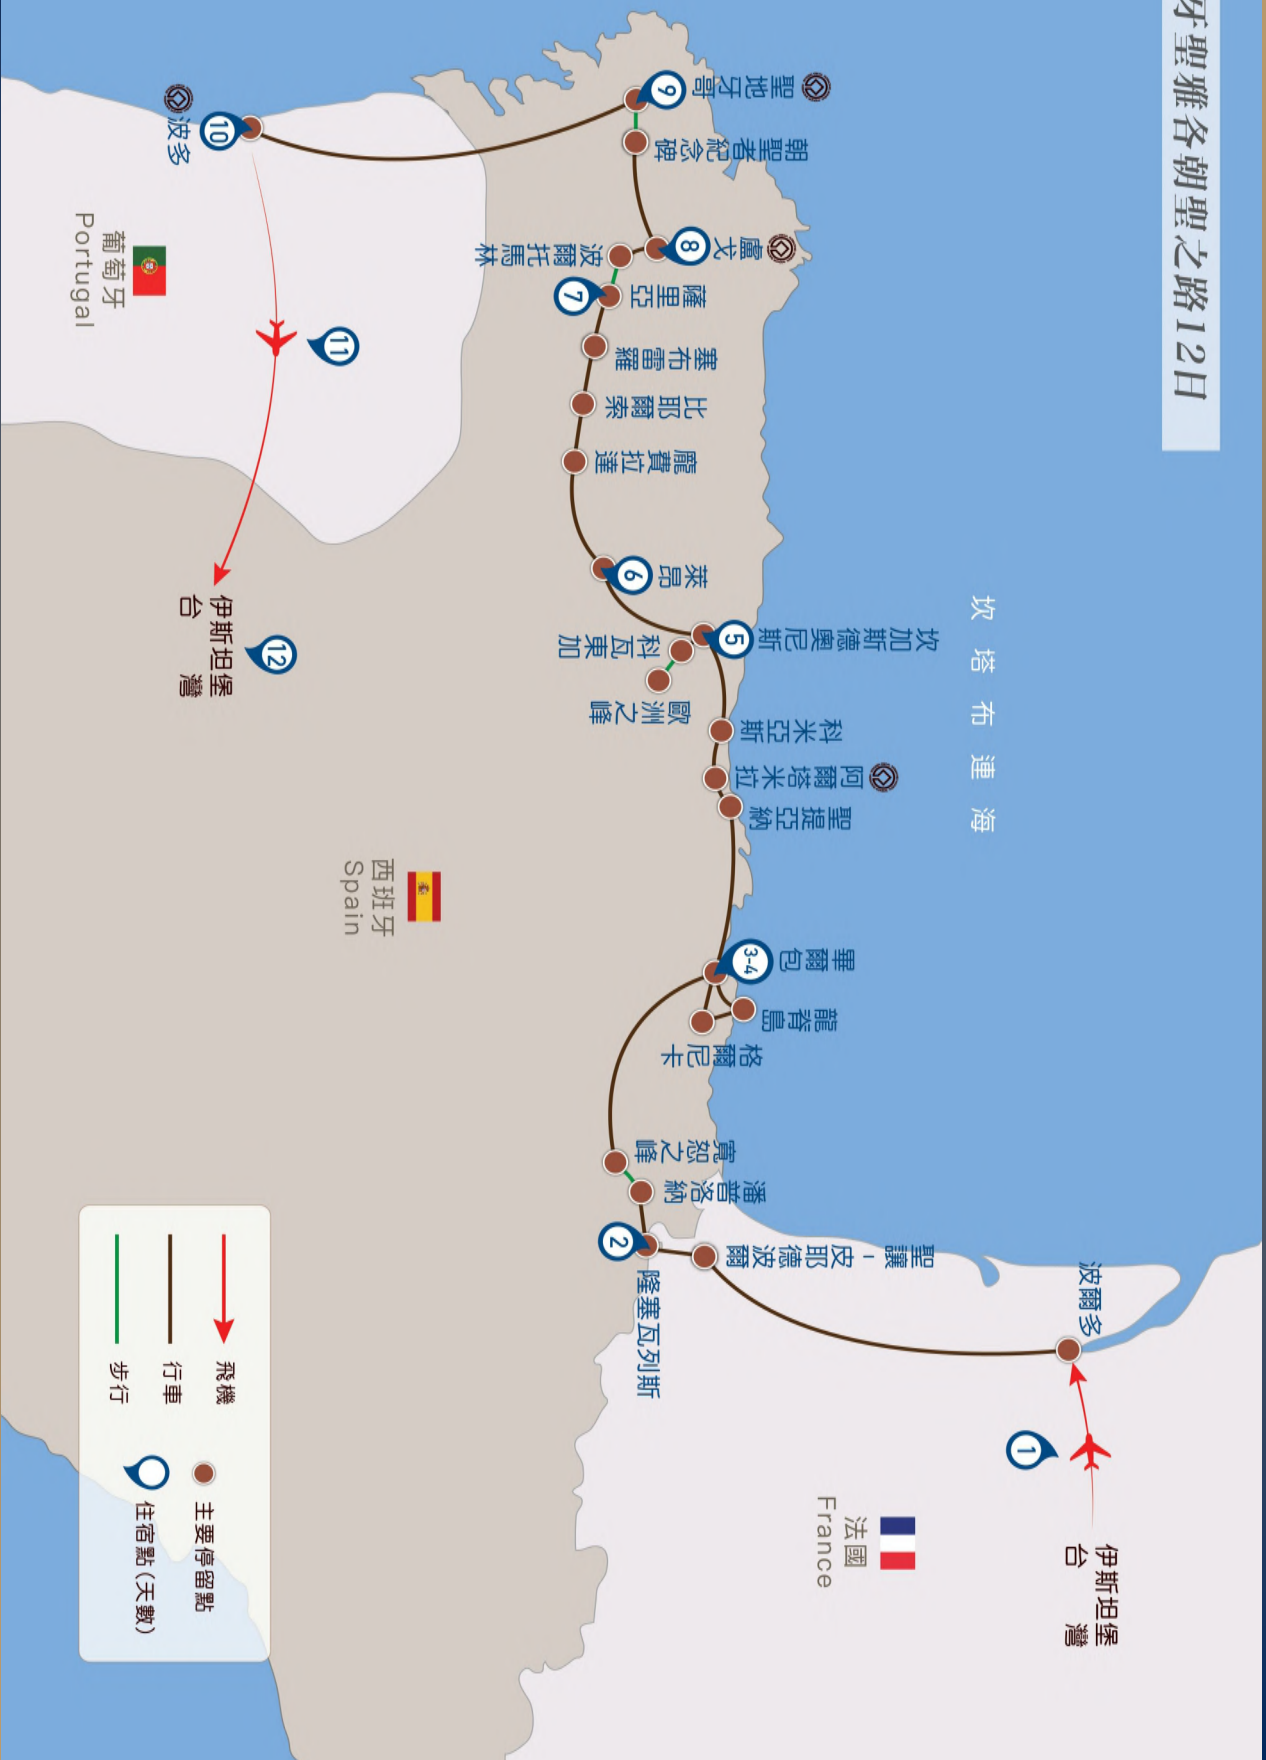 牙聖雅各朝聖之路12日
坎塔布連海
聖地牙哥
9
朝聖者紀念碑
盧戈
8
波爾托馬林
薩里亞
7
塞布雷羅
比耶爾索
龐費拉達
萊昂
6
坎加斯德奧尼斯
5
科瓦東加
歐洲之峰
科米亞斯
阿爾塔米拉
聖提亞納
畢爾包
3-4
龍脊島
格爾尼卡
寬恕之峰
潘普洛納
2
隆塞瓦列斯
聖讓-皮耶德波爾
波爾多
1
伊斯坦堡
台灣
法國
France
西班牙
Spain
10
波多
葡萄牙
Portugal
11
12
伊斯坦堡
台灣
飛機
行車
步行
主要停留點
住宿點(天數)